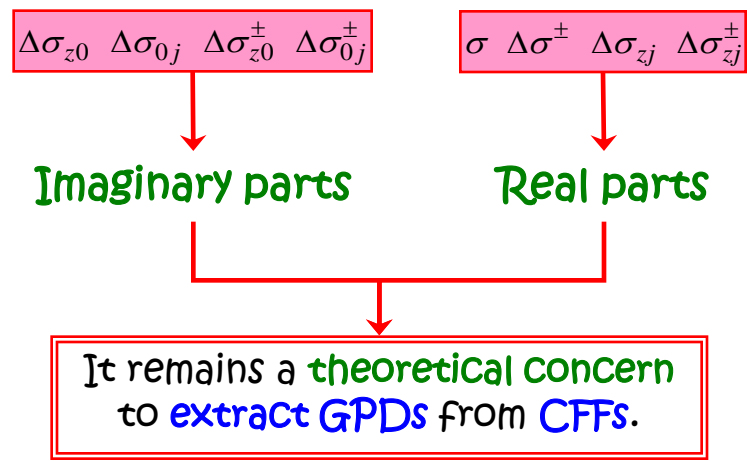 Δσ_{z0} Δσ_{0j} Δσ^±_{z0} Δσ^±_{0j}
σ Δσ^± Δσ_{zj} Δσ^±_{zj}
Imaginary parts
Real parts
It remains a theoretical concern
to extract GPDs from CFFs.